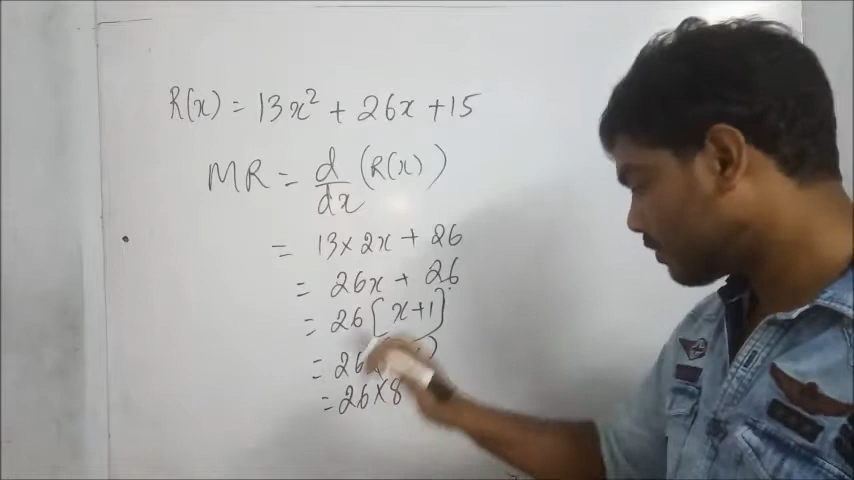 R(x) = 13x² + 26x + 15
MR = d/dx (R(x))
= 13 × 2x + 26
= 26x + 26
= 26 [x+1]
= 26
= 26 × 8